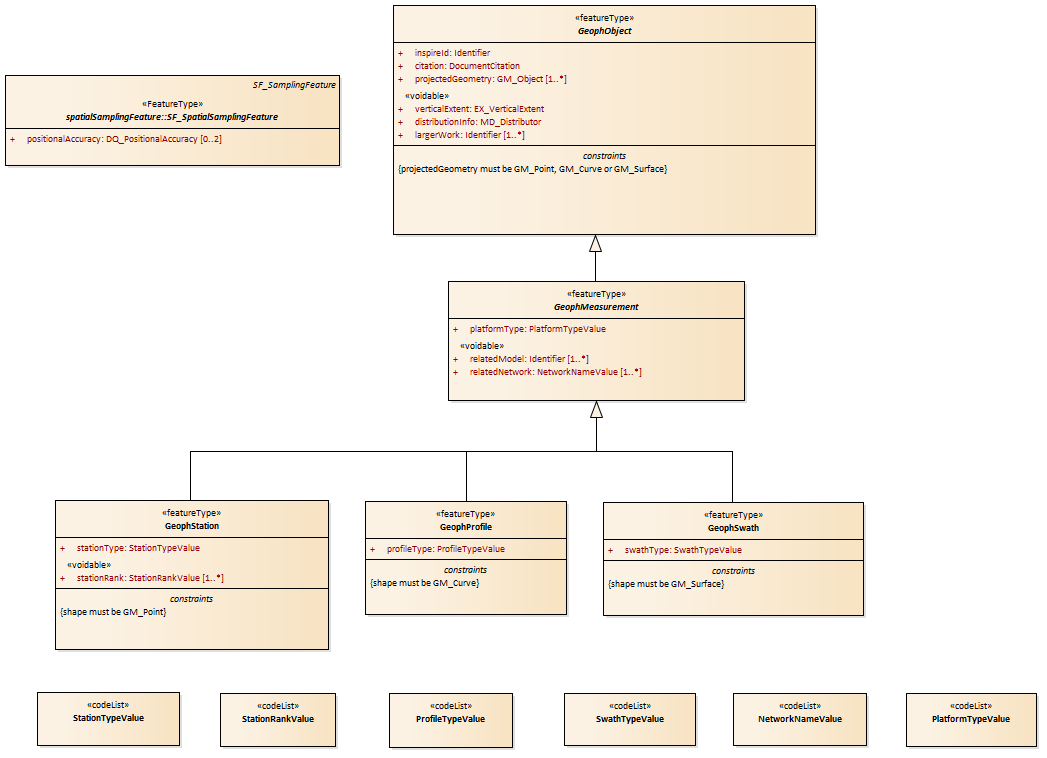 «featureType»
GeophObject
+ inspireId: Identifier
+ citation: DocumentCitation
+ projectedGeometry: GM_Object [1..*]
«voidable»
+ verticalExtent: EX_VerticalExtent
+ distributionInfo: MD_Distributor
+ largerWork: Identifier [1..*]
constraints
{projectedGeometry must be GM_Point, GM_Curve or GM_Surface}
SF_SamplingFeature
«FeatureType»
spatialSamplingFeature::SF_SpatialSamplingFeature
+ positionalAccuracy: DQ_PositionalAccuracy [0..2]
«featureType»
GeophMeasurement
+ platformType: PlatformTypeValue
«voidable»
+ relatedModel: Identifier [1..*]
+ relatedNetwork: NetworkNameValue [1..*]
«featureType»
GeophStation
+ stationType: StationTypeValue
«voidable»
+ stationRank: StationRankValue [1..*]
constraints
{shape must be GM_Point}
«featureType»
GeophProfile
+ profileType: ProfileTypeValue
constraints
{shape must be GM_Curve}
«featureType»
GeophSwath
+ swathType: SwathTypeValue
constraints
{shape must be GM_Surface}
«codeList»
StationTypeValue
«codeList»
StationRankValue
«codeList»
ProfileTypeValue
«codeList»
SwathTypeValue
«codeList»
NetworkNameValue
«codeList»
PlatformTypeValue